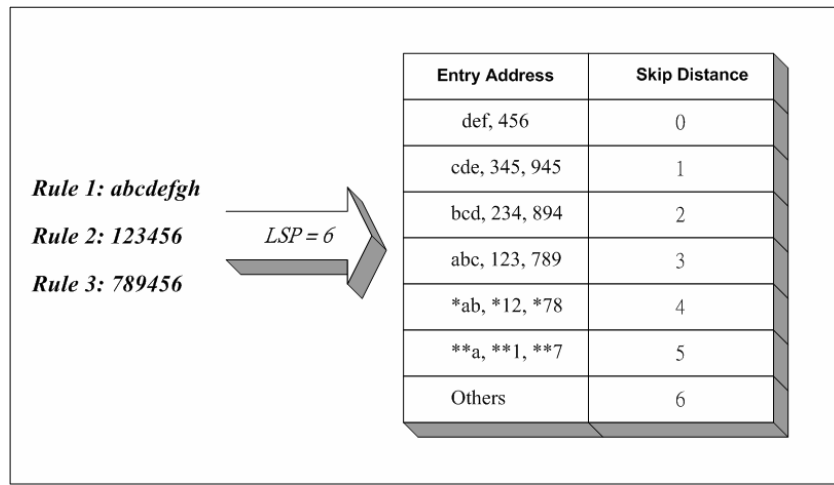 Rule 1: abcdefgh
Rule 2: 123456
Rule 3: 789456
LSP = 6
Entry Address Skip Distance
def, 456 0
cde, 345, 945 1
bcd, 234, 894 2
abc, 123, 789 3
*ab, *12, *78 4
**a, **1, **7 5
Others 6